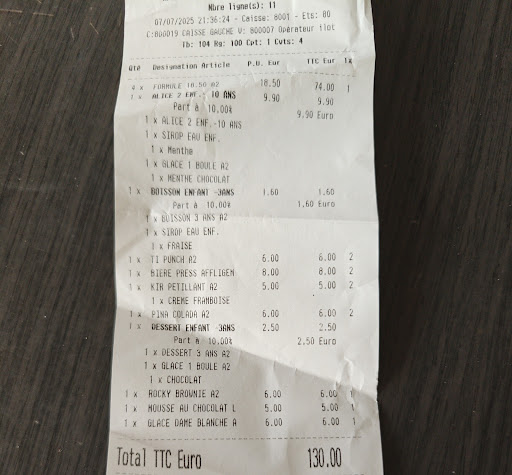 Nbre ligne(s): 11
07/07/2025 21:36:24 - Caisse: 8001 - Ets: 80
C:800019 CAISSE GAUCHE V: 800007 Opérateur ilot
Tb: 104 Rg: 100 Cpt: 1 Cvts: 4
Qté Designation Article P.U. Eur TTC Eur Tx
4 x FORMULE 18.50 A2 18.50 74.00 1
1 x ALICE 2 ENF.- 10 ANS 9.90 9.90
Part à 10.00% 9.90 Euro
1 x ALICE 2 ENF.-10 ANS
1 x SIROP EAU ENF.
1 x Menthe
1 x GLACE 1 BOULE A2
1 x MENTHE CHOCOLAT
1 x BOISSON ENFANT -3ANS 1.60 1.60
Part à 10.00% 1.60 Euro
1 x BOISSON 3 ANS A2
1 x SIROP EAU ENF.
1 x FRAISE
1 x TI PUNCH A2 6.00 6.00 2
1 x BIERE PRESS AFFLIGEN 8.00 8.00 2
1 x KIR PETILLANT A2 5.00 5.00 2
1 x CREME FRAMBOISE
1 x PINA COLADA A2 6.00 6.00 2
1 x DESSERT ENFANT -3ANS 2.50 2.50
Part à 10.00% 2.50 Euro
1 x DESSERT 3 ANS A2
1 x GLACE 1 BOULE A2
1 x CHOCOLAT
1 x ROCKY BROWNIE A2 6.00 6.00 1
1 x MOUSSE AU CHOCOLAT L 5.00 5.00 1
1 x GLACE DAME BLANCHE A 6.00 6.00 1
Total TTC Euro 130.00